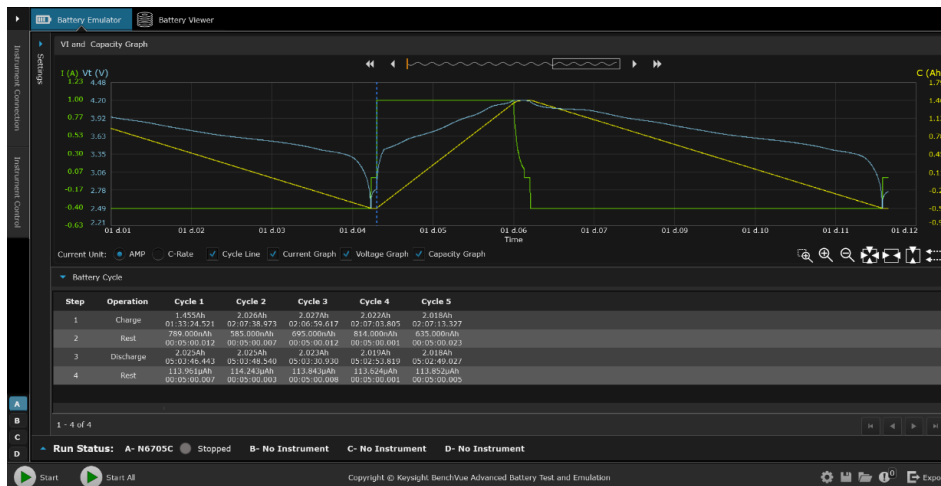 Battery Emulator
Battery Viewer
Instrument Connection
Instrument Control
Settings
VI and Capacity Graph
I (A) Vt (V)
C (Ah
1.23 4.48
1.00 4.20
0.77 3.92
0.53 3.63
0.30 3.35
0.07 3.06
-0.17 2.78
-0.40 2.49
-0.63 2.21
01 d.01 01 d.02 01 d.03 01 d.04 01 d.05 01 d.06 01 d.07 01 d.08 01 d.09 01 d.10 01 d.11 01 d.12
Time
Current Unit: AMP C-Rate Cycle Line Current Graph Voltage Graph Capacity Graph
Battery Cycle
Step Operation Cycle 1 Cycle 2 Cycle 3 Cycle 4 Cycle 5
1 Charge 1.455Ah 2.026Ah 2.027Ah 2.022Ah 2.018Ah
01:33:24.521 02:07:38.973 02:06:59.617 02:07:03.805 02:07:13.327
2 Rest 789.000nAh 585.000nAh 695.000nAh 814.000nAh 635.000nAh
00:05:00.012 00:05:00.007 00:05:00.012 00:05:00.001 00:05:00.023
3 Discharge 2.025Ah 2.025Ah 2.023Ah 2.019Ah 2.018Ah
05:03:46.443 05:03:48.540 05:03:30.930 05:02:53.819 05:02:49.027
4 Rest 113.961µAh 114.243µAh 113.843µAh 113.624µAh 113.852µAh
00:05:00.007 00:05:00.003 00:05:00.008 00:05:00.001 00:05:00.005
1 - 4 of 4
A
B
C
D
Run Status: A- N6705C Stopped B- No Instrument C- No Instrument D- No Instrument
Start Start All Copyright © Keysight BenchVue Advanced Battery Test and Emulation 0 Expo